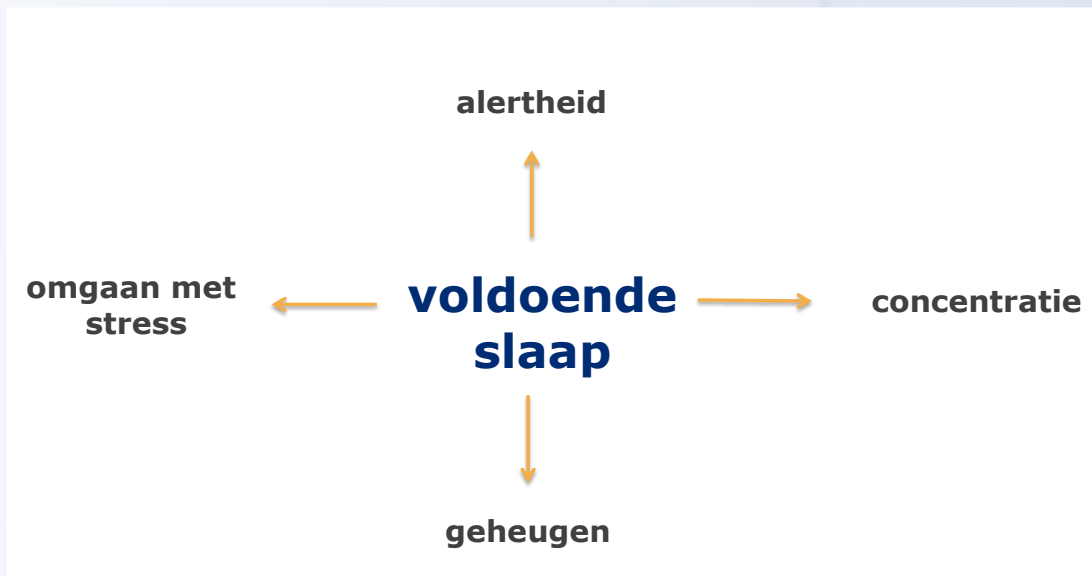 alertheid
omgaan met
stress
voldoende
slaap
concentratie
geheugen